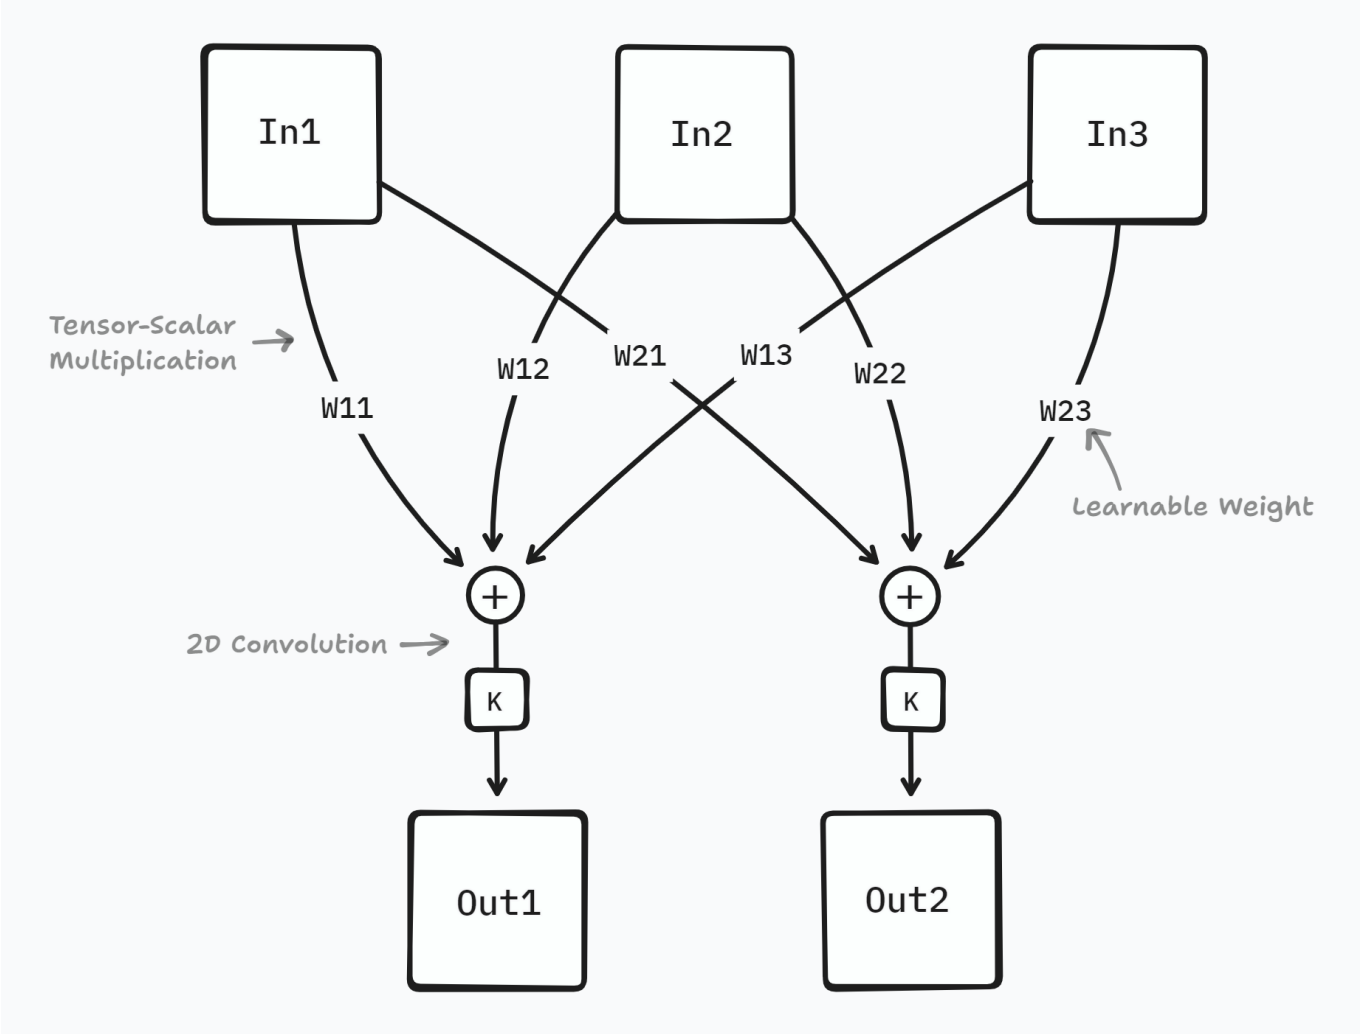 In1
In2
In3
Tensor-Scalar
Multiplication
W11
W12
W21
W13
W22
W23
Learnable Weight
+
+
2D Convolution
K
K
Out1
Out2